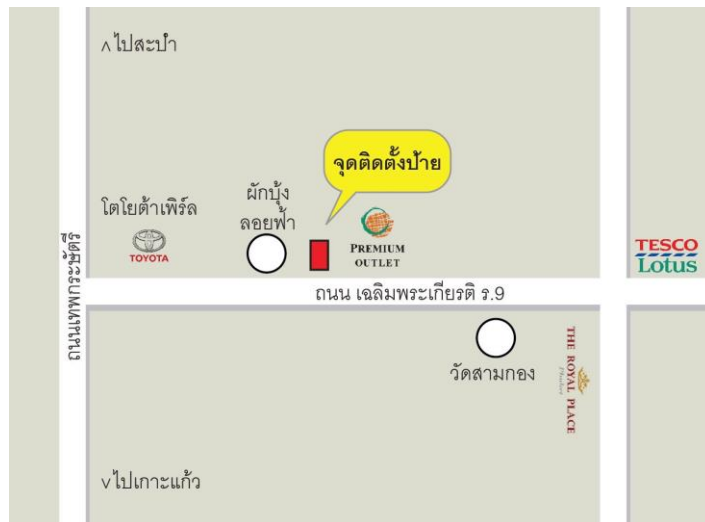 ^ ไปสะปำ
จุดติดตั้งป้าย
โตโยต้าเพิร์ล
TOYOTA
ผักบุ้ง
ลอยฟ้า
PREMIUM
OUTLET
TESCO
Lotus
ถนนเทพกระษัตรี
ถนน เฉลิมพระเกียรติ ร.9
วัดสามกอง
THE ROYAL PLACE
v ไปเกาะแก้ว